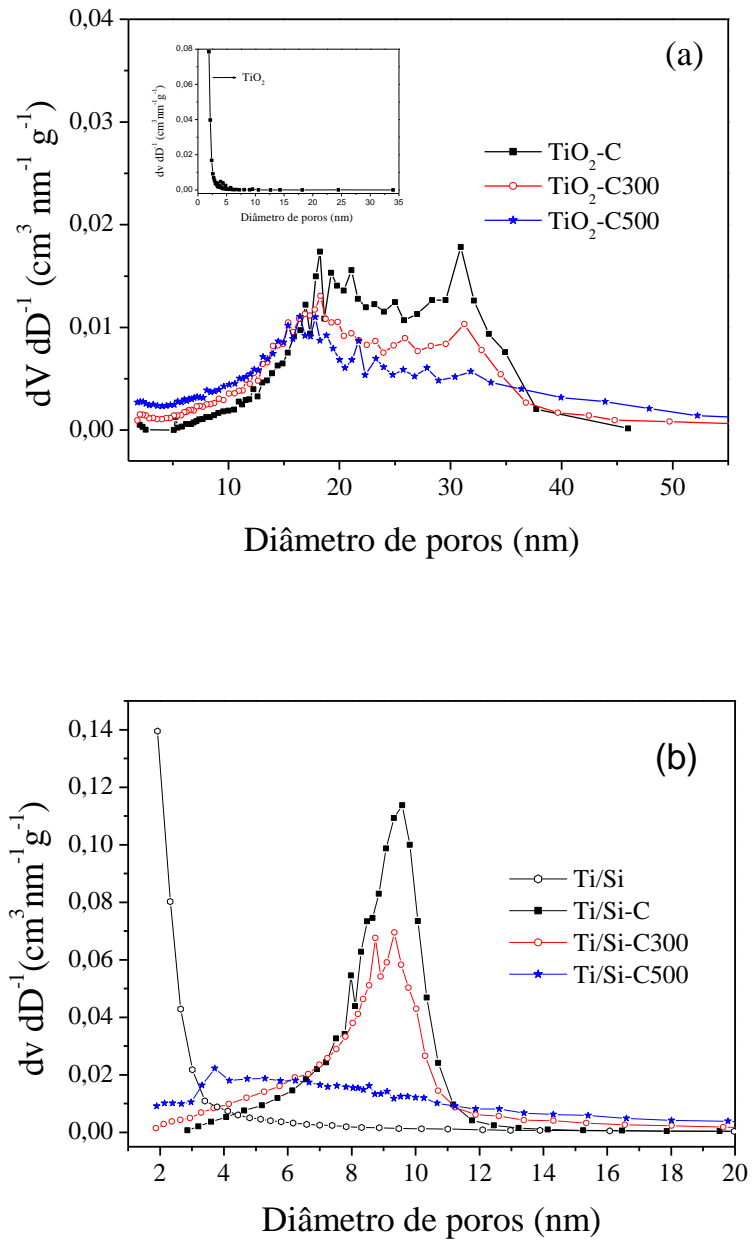 (a)
dV dD⁻¹ (cm³ nm⁻¹ g⁻¹)
0,04
0,03
0,02
0,01
0,00
10 20 30 40 50
Diâmetro de poros (nm)
TiO₂-C
TiO₂-C300
TiO₂-C500
dv dD⁻¹ (cm³ nm⁻¹ g⁻¹)
0,08
0,06
0,04
0,02
0,00
0 5 10 15 20 25 30 35
Diâmetro de poros (nm)
TiO₂
(b)
dv dD⁻¹(cm³nm⁻¹g⁻¹)
0,14
0,12
0,10
0,08
0,06
0,04
0,02
0,00
2 4 6 8 10 12 14 16 18 20
Diâmetro de poros (nm)
Ti/Si
Ti/Si-C
Ti/Si-C300
Ti/Si-C500